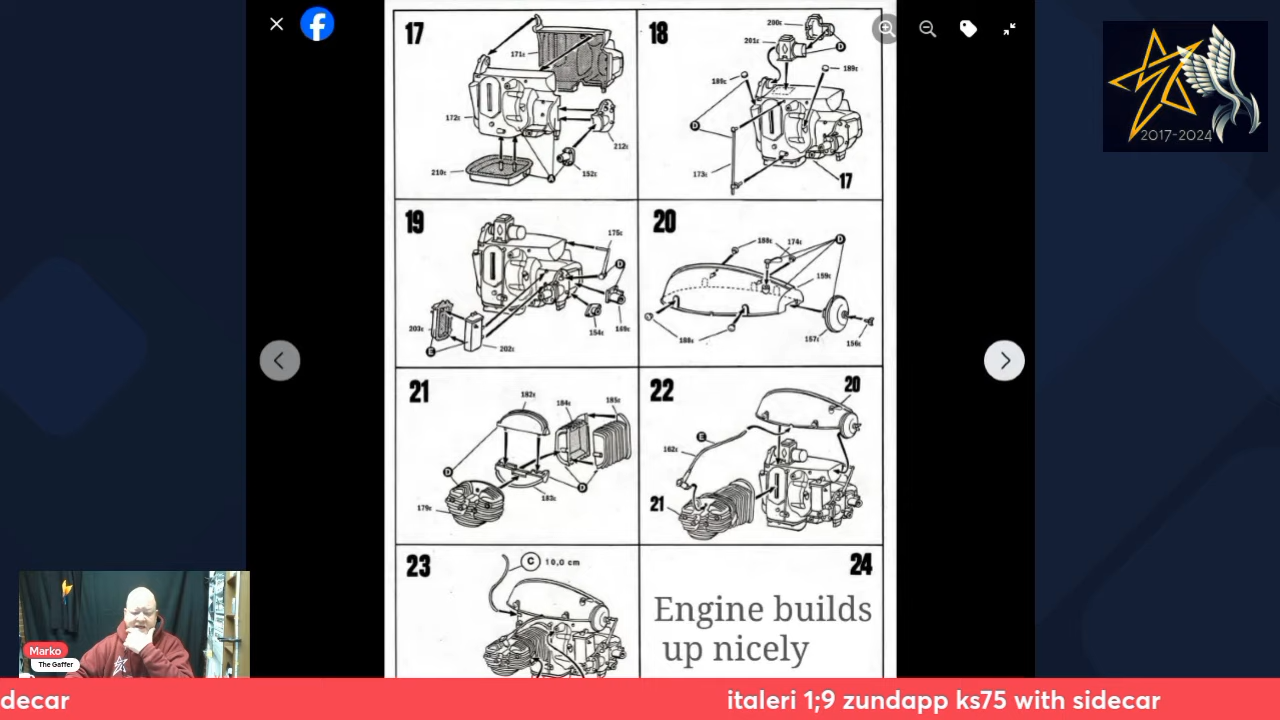 17
171c
172c
212c
210c
152c
A
18
200c
201c
D
189c
189c
D
173c
17
19
175c
D
203c
202c
154c
169c
E
20
188c
174c
D
159c
188c
157c
156c
21
182c
184c
185c
D
183c
D
179c
22
20
E
162c
21
23
C 10,0 cm
24
Engine builds
up nicely
2017-2024
Marko
The Gaffer
decar
italeri 1;9 zundapp ks75 with sidecar